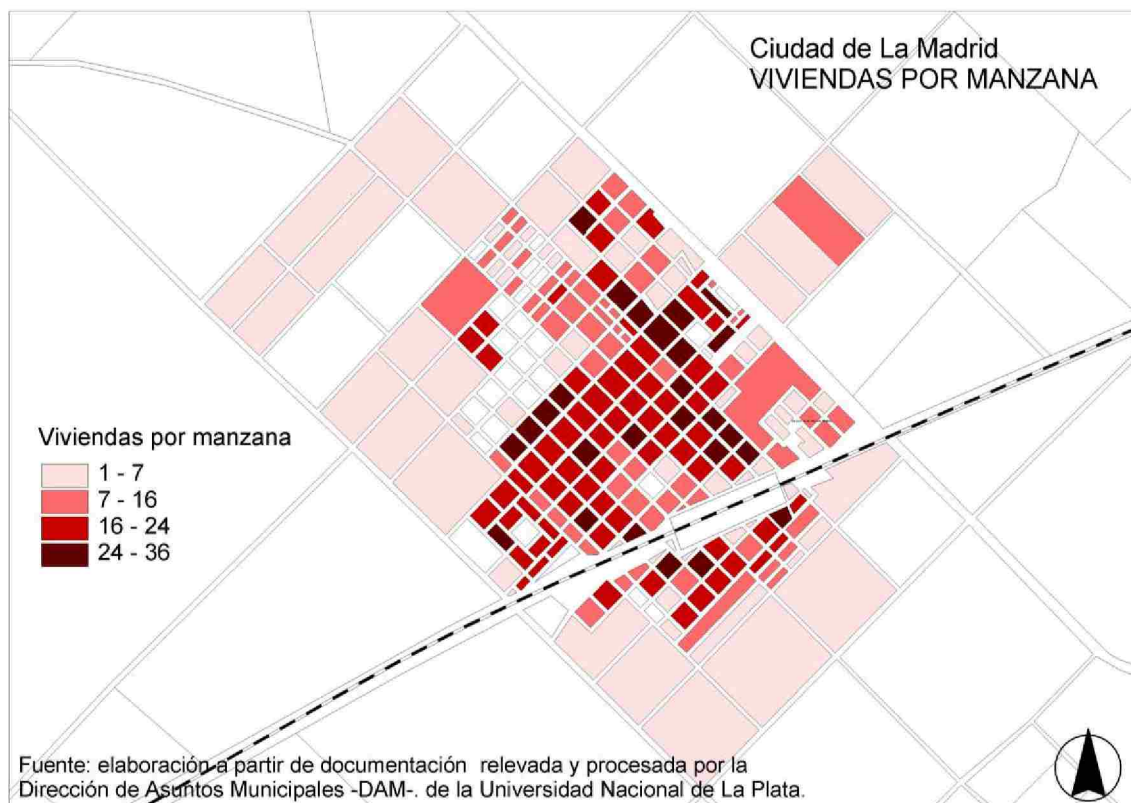 Ciudad de La Madrid
VIVIENDAS POR MANZANA
Viviendas por manzana
1 - 7
7 - 16
16 - 24
24 - 36
Fuente: elaboración a partir de documentación relevada y procesada por la
Dirección de Asuntos Municipales -DAM-. de la Universidad Nacional de La Plata.